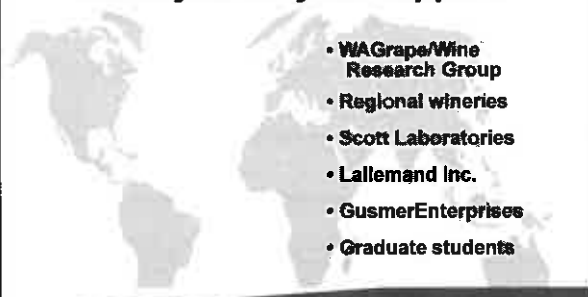 • WAGrape/Wine
Research Group
• Regional wineries
• Scott Laboratories
• Lallemand Inc.
• GusmerEnterprises
• Graduate students